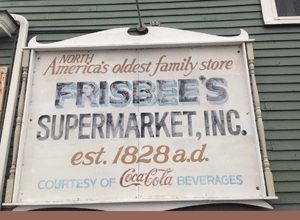 NORTH
America's oldest family store
FRISBEE'S
SUPERMARKET, INC.
est. 1828 a.d.
COURTESY OF Coca-Cola BEVERAGES